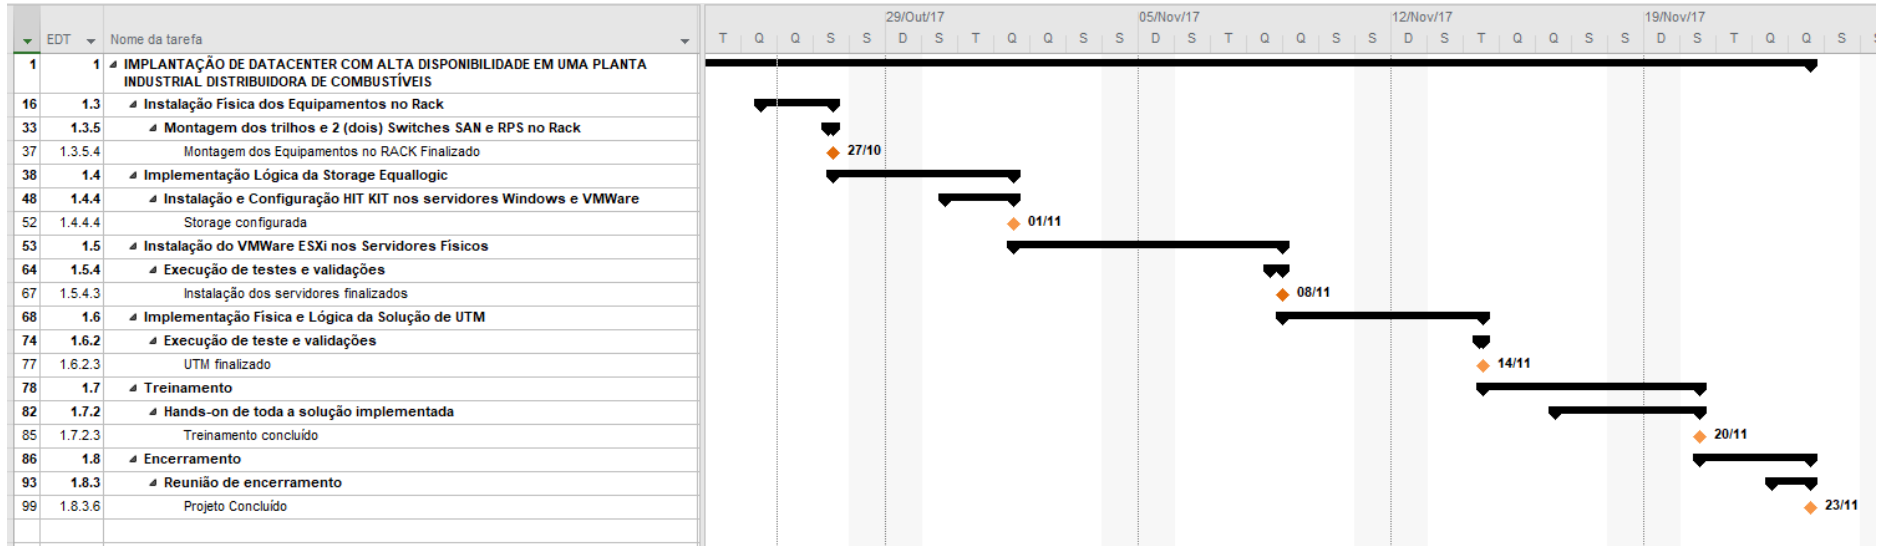 29/Out/17 05/Nov/17 12/Nov/17 19/Nov/17
EDT Nome da tarefa T Q Q S S D S T Q Q S S D S T Q Q S S D S T Q Q S S D S T Q Q S
1 1 IMPLANTAÇÃO DE DATACENTER COM ALTA DISPONIBILIDADE EM UMA PLANTA
INDUSTRIAL DISTRIBUIDORA DE COMBUSTÍVEIS
16 1.3 Instalação Física dos Equipamentos no Rack
33 1.3.5 Montagem dos trilhos e 2 (dois) Switches SAN e RPS no Rack
37 1.3.5.4 Montagem dos Equipamentos no RACK Finalizado 27/10
38 1.4 Implementação Lógica da Storage Equallogic
48 1.4.4 Instalação e Configuração HIT KIT nos servidores Windows e VMWare
52 1.4.4.4 Storage configurada 01/11
53 1.5 Instalação do VMWare ESXi nos Servidores Físicos
64 1.5.4 Execução de testes e validações
67 1.5.4.3 Instalação dos servidores finalizados 08/11
68 1.6 Implementação Física e Lógica da Solução de UTM
74 1.6.2 Execução de teste e validações
77 1.6.2.3 UTM finalizado 14/11
78 1.7 Treinamento
82 1.7.2 Hands-on de toda a solução implementada
85 1.7.2.3 Treinamento concluído 20/11
86 1.8 Encerramento
93 1.8.3 Reunião de encerramento
99 1.8.3.6 Projeto Concluído 23/11